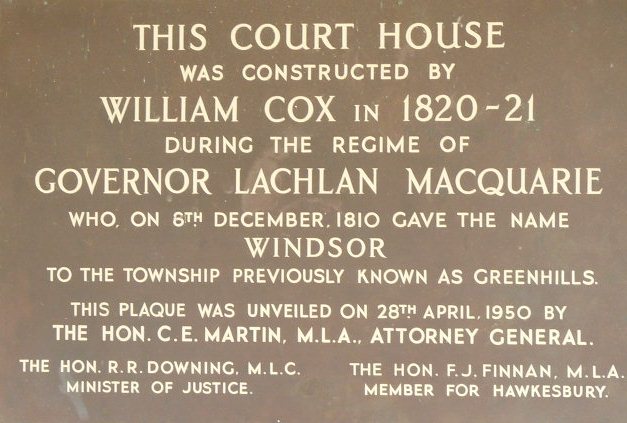 THIS COURT HOUSE
WAS CONSTRUCTED BY
WILLIAM COX IN 1820-21
DURING THE REGIME OF
GOVERNOR LACHLAN MACQUARIE
WHO, ON 6TH DECEMBER, 1810 GAVE THE NAME
WINDSOR
TO THE TOWNSHIP PREVIOUSLY KNOWN AS GREENHILLS.
THIS PLAQUE WAS UNVEILED ON 28TH APRIL, 1950 BY
THE HON. C.E. MARTIN, M.L.A., ATTORNEY GENERAL.
THE HON. R.R. DOWNING, M.L.C.
MINISTER OF JUSTICE.
THE HON. F.J. FINNAN, M.L.A.
MEMBER FOR HAWKESBURY.